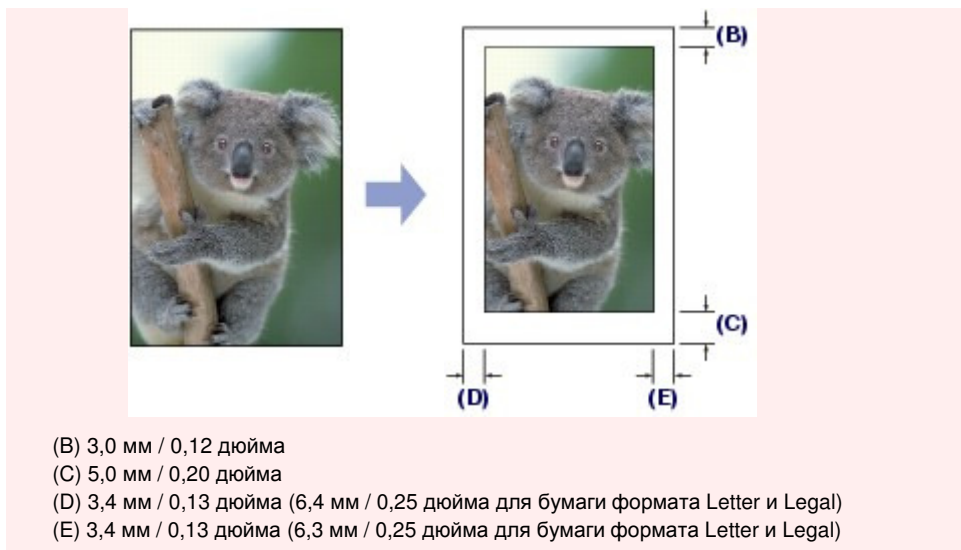 (B)
(C)
(D) (E)
(B) 3,0 мм / 0,12 дюйма
(C) 5,0 мм / 0,20 дюйма
(D) 3,4 мм / 0,13 дюйма (6,4 мм / 0,25 дюйма для бумаги формата Letter и Legal)
(E) 3,4 мм / 0,13 дюйма (6,3 мм / 0,25 дюйма для бумаги формата Letter и Legal)